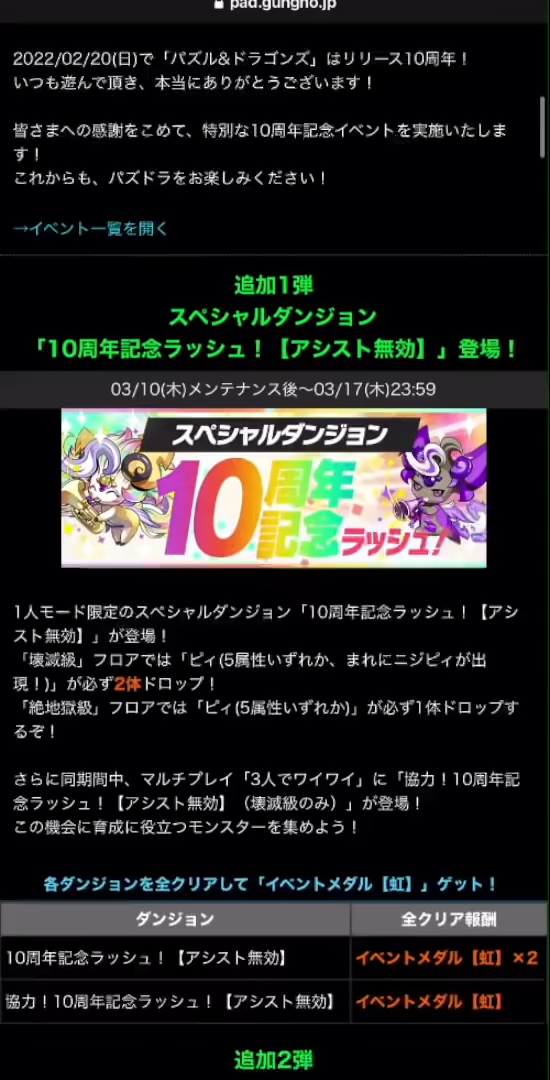 pad.gungho.jp
2022/02/20(日)で「パズル&ドラゴンズ」はリリース10周年！
いつも遊んで頂き、本当にありがとうございます！
皆さまへの感謝をこめて、特別な10周年記念イベントを実施いたしま
す！
これからも、パズドラをお楽しみください！
→イベント一覧を開く
追加1弾
スペシャルダンジョン
「10周年記念ラッシュ！【アシスト無効】」登場！
03/10(木)メンテナンス後〜03/17(木)23:59
スペシャルダンジョン
10周年
記念ラッシュ!
1人モード限定のスペシャルダンジョン「10周年記念ラッシュ！【アシ
スト無効】」が登場！
「壊滅級」フロアでは「ピィ(5属性いずれか、まれにニジピィが出
現！)」が必ず2体ドロップ！
「絶地獄級」フロアでは「ピィ(5属性いずれか)」が必ず1体ドロップす
るぞ！
さらに同期間中、マルチプレイ「3人でワイワイ」に「協力！10周年記
念ラッシュ！【アシスト無効】（壊滅級のみ）」が登場！
この機会に育成に役立つモンスターを集めよう！
各ダンジョンを全クリアして「イベントメダル【虹】」ゲット！
ダンジョン 全クリア報酬
10周年記念ラッシュ！【アシスト無効】 イベントメダル【虹】×2
協力！10周年記念ラッシュ！【アシスト無効】 イベントメダル【虹】
追加2弾